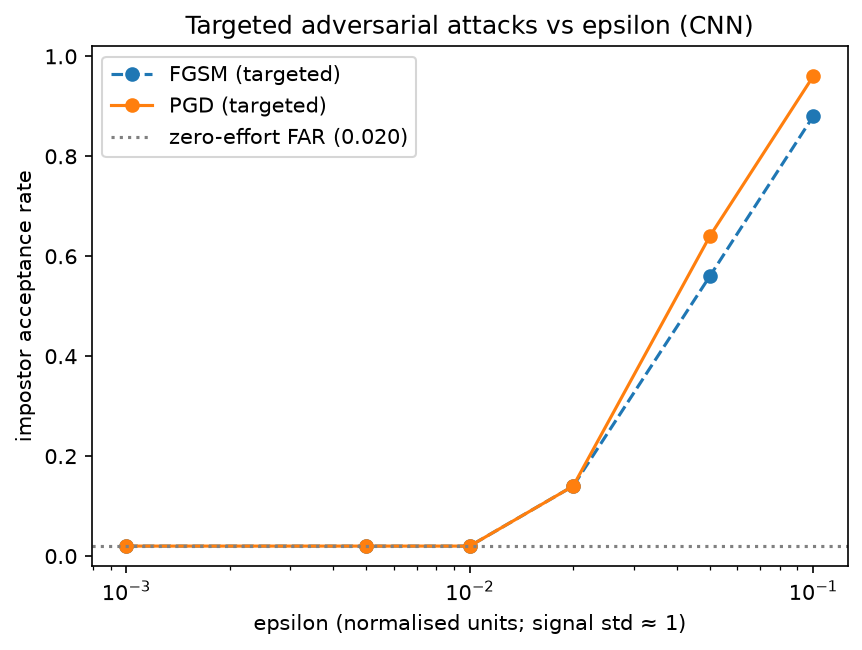 Targeted adversarial attacks vs epsilon (CNN)
FGSM (targeted)
PGD (targeted)
zero-effort FAR (0.020)
impostor acceptance rate
1.0
0.8
0.6
0.4
0.2
0.0
10⁻³ 10⁻² 10⁻¹
epsilon (normalised units; signal std ≈ 1)